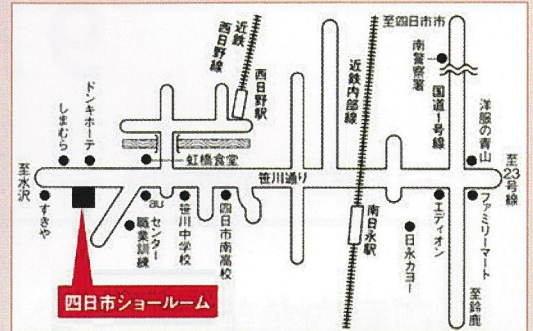 至四日市市
近鉄
西日野線
南警察署
国道1号線
近鉄内部線
西日野駅
洋服の青山
ドンキホーテ
しまむら
虹橋食堂
至23号線
至水沢
笹川通り
すきや
au
職業訓練
センター
笹川中学校
四日市南高校
南日永駅
日永カヨー
エディオン
ファミリーマート
至鈴鹿
四日市ショールーム